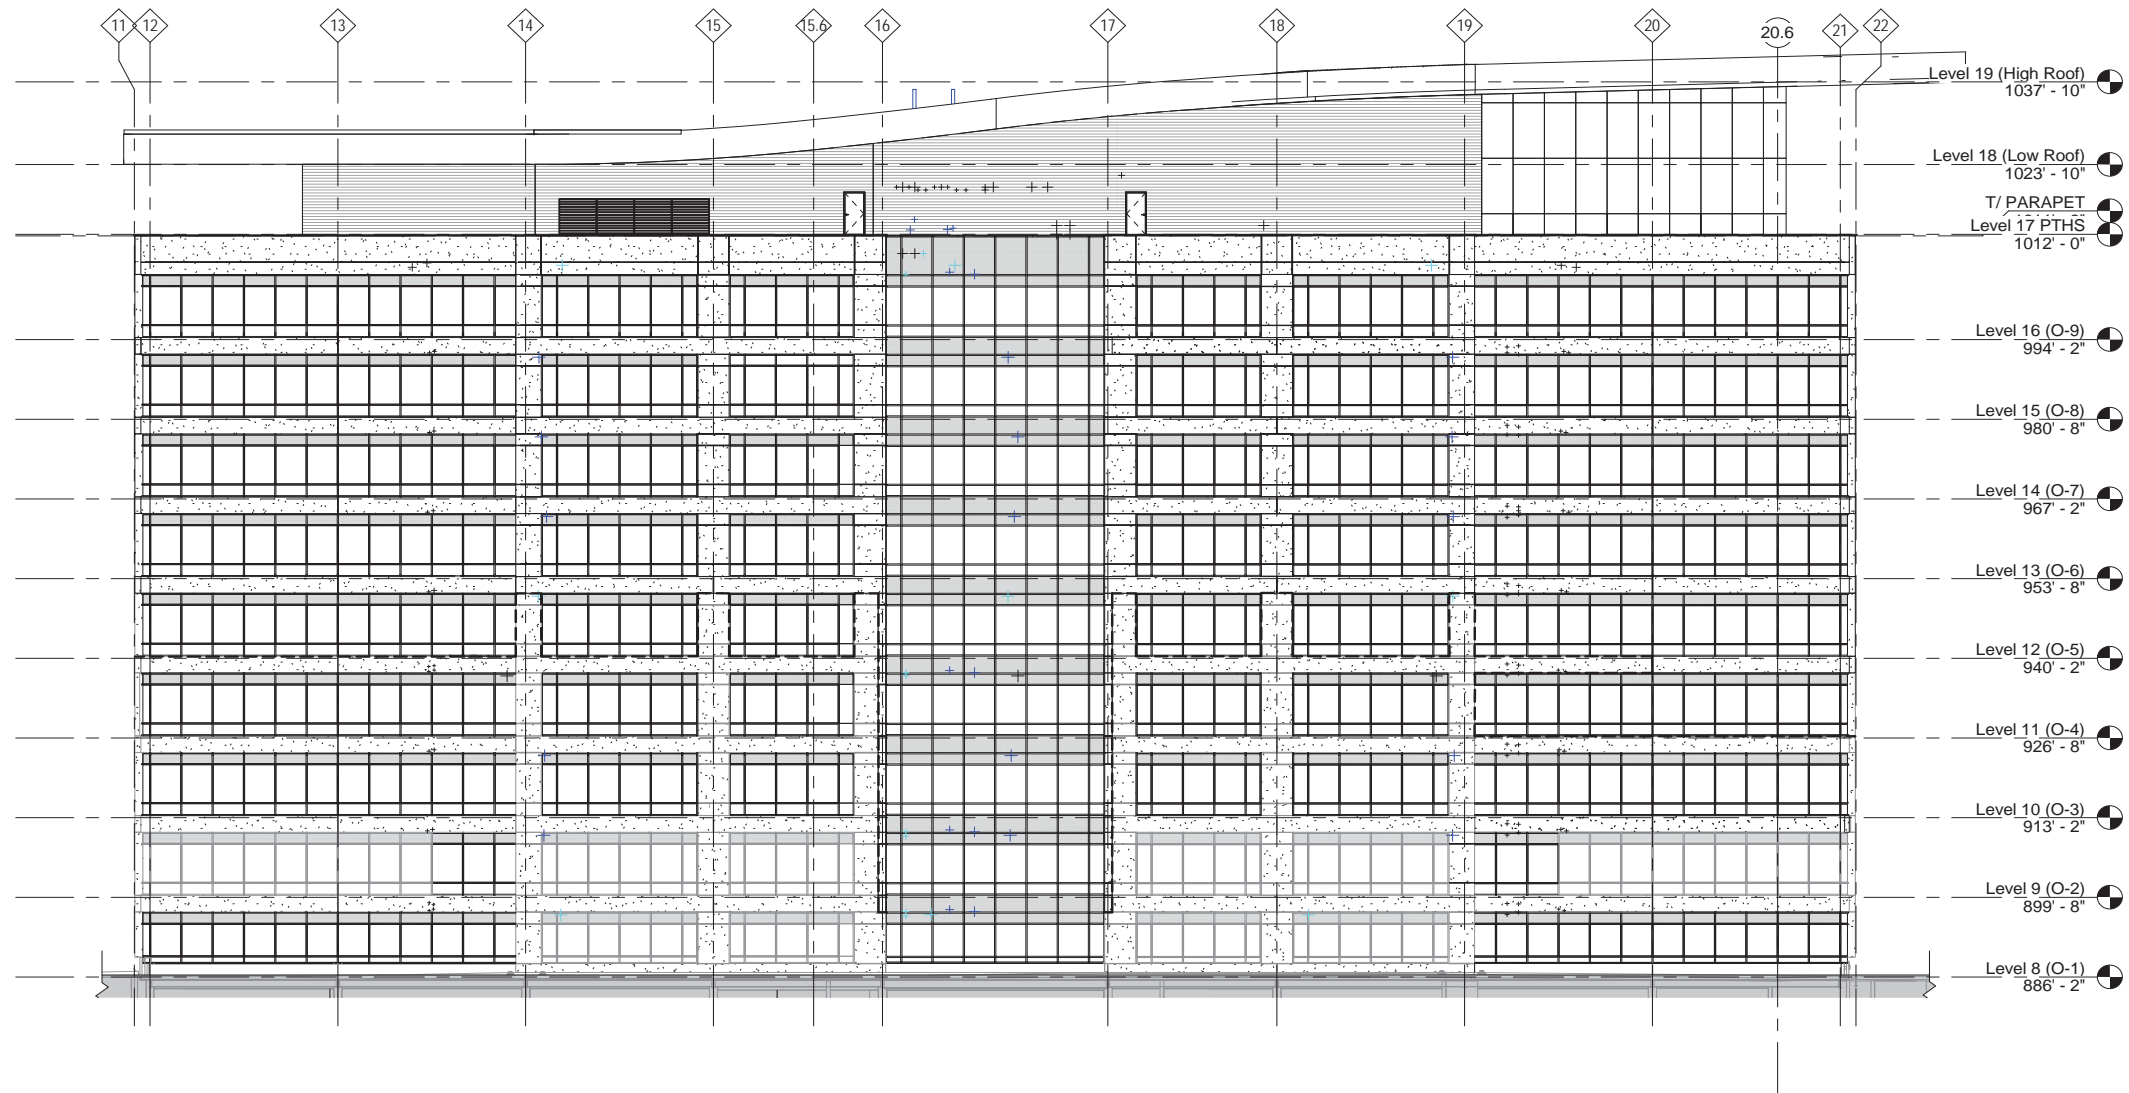 11
12
13
14
15
15.6
16
17
18
19
20
20.6
21
22
Level 19 (High Roof)
1037' - 10"
Level 18 (Low Roof)
1023' - 10"
T/ PARAPET
Level 17 PTHS
1012' - 0"
Level 16 (O-9)
994' - 2"
Level 15 (O-8)
980' - 8"
Level 14 (O-7)
967' - 2"
Level 13 (O-6)
953' - 8"
Level 12 (O-5)
940' - 2"
Level 11 (O-4)
926' - 8"
Level 10 (O-3)
913' - 2"
Level 9 (O-2)
899' - 8"
Level 8 (O-1)
886' - 2"